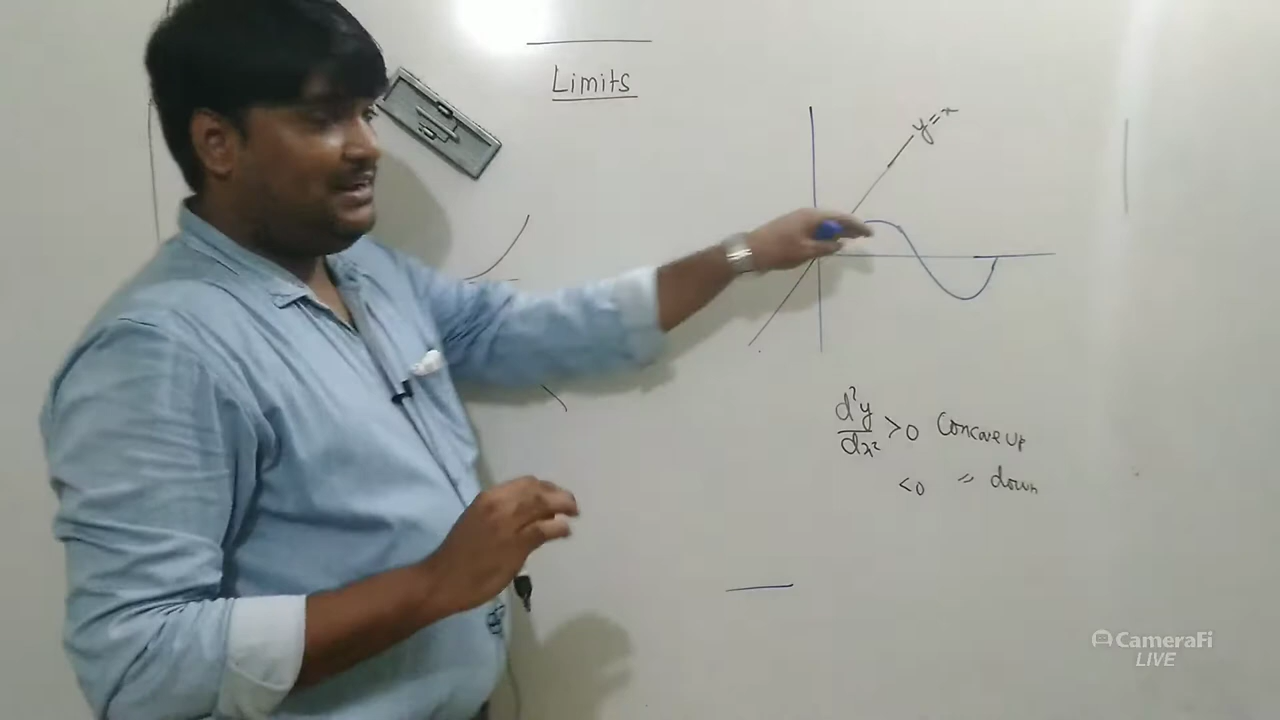 Limits
y=x
d²y/dx² >0 Concave up
<0 〃 down
CameraFi
LIVE